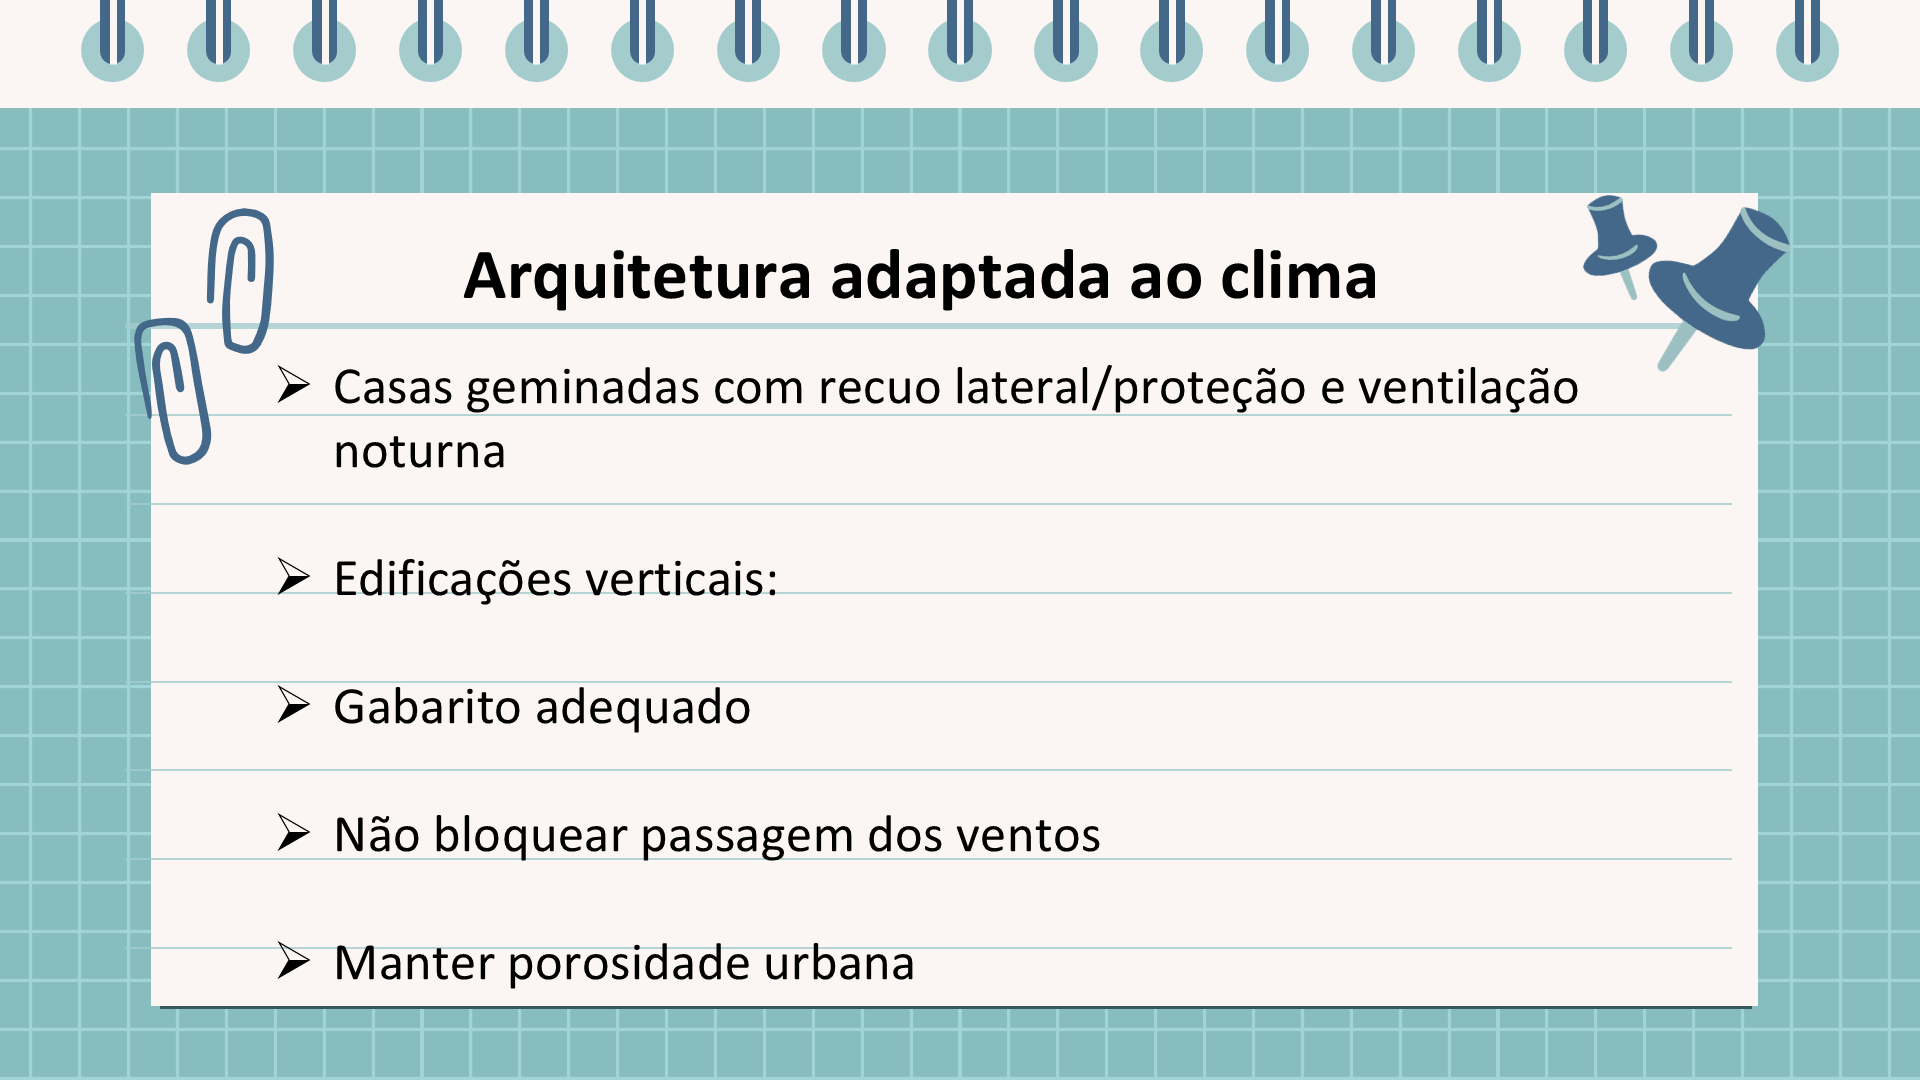 Arquitetura adaptada ao clima
➢ Casas geminadas com recuo lateral/proteção e ventilação
noturna
➢ Edificações verticais:
➢ Gabarito adequado
➢ Não bloquear passagem dos ventos
➢ Manter porosidade urbana